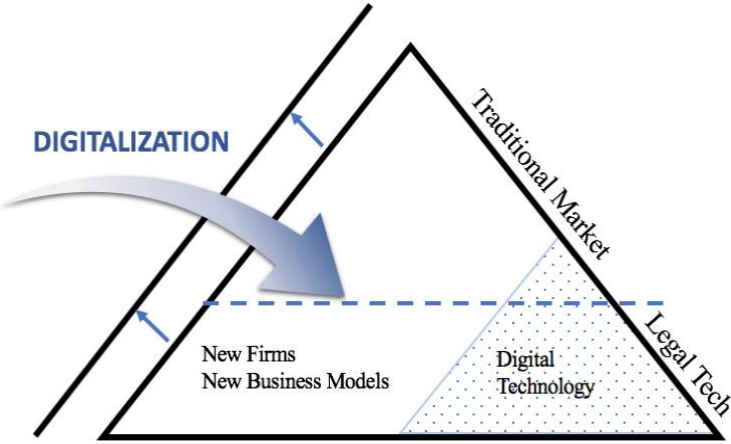 DIGITALIZATION
Traditional Market
Legal Tech
New Firms
New Business Models
Digital
Technology